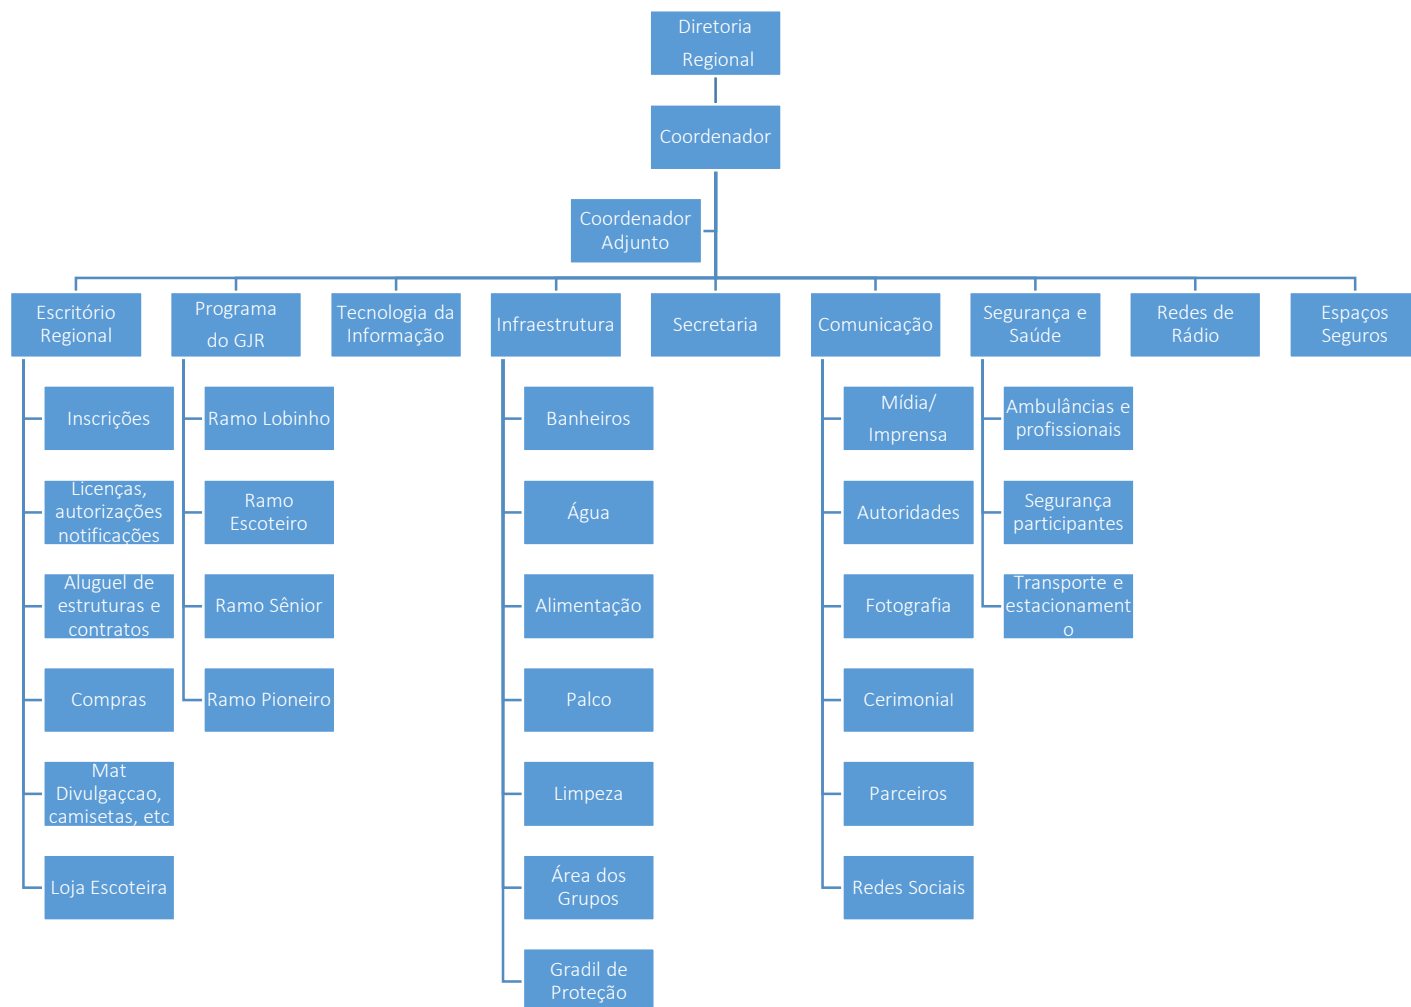 Diretoria
Regional
Coordenador
Coordenador
Adjunto
Escritório
Regional
Programa
do GJR
Tecnologia da
Informação
Infraestrutura
Secretaria
Comunicação
Segurança e
Saúde
Redes de
Rádio
Espaços
Seguros
Inscrições
Licenças,
autorizações
notificações
Aluguel de
estruturas e
contratos
Compras
Mat
Divulgaçcao,
camisetas, etc
Loja Escoteira
Ramo Lobinho
Ramo
Escoteiro
Ramo Sênior
Ramo Pioneiro
Banheiros
Água
Alimentação
Palco
Limpeza
Área dos
Grupos
Gradil de
Proteção
Mídia/
Imprensa
Autoridades
Fotografia
Cerimonial
Parceiros
Redes Sociais
Ambulâncias e
profissionais
Segurança
participantes
Transporte e
estacionament
o